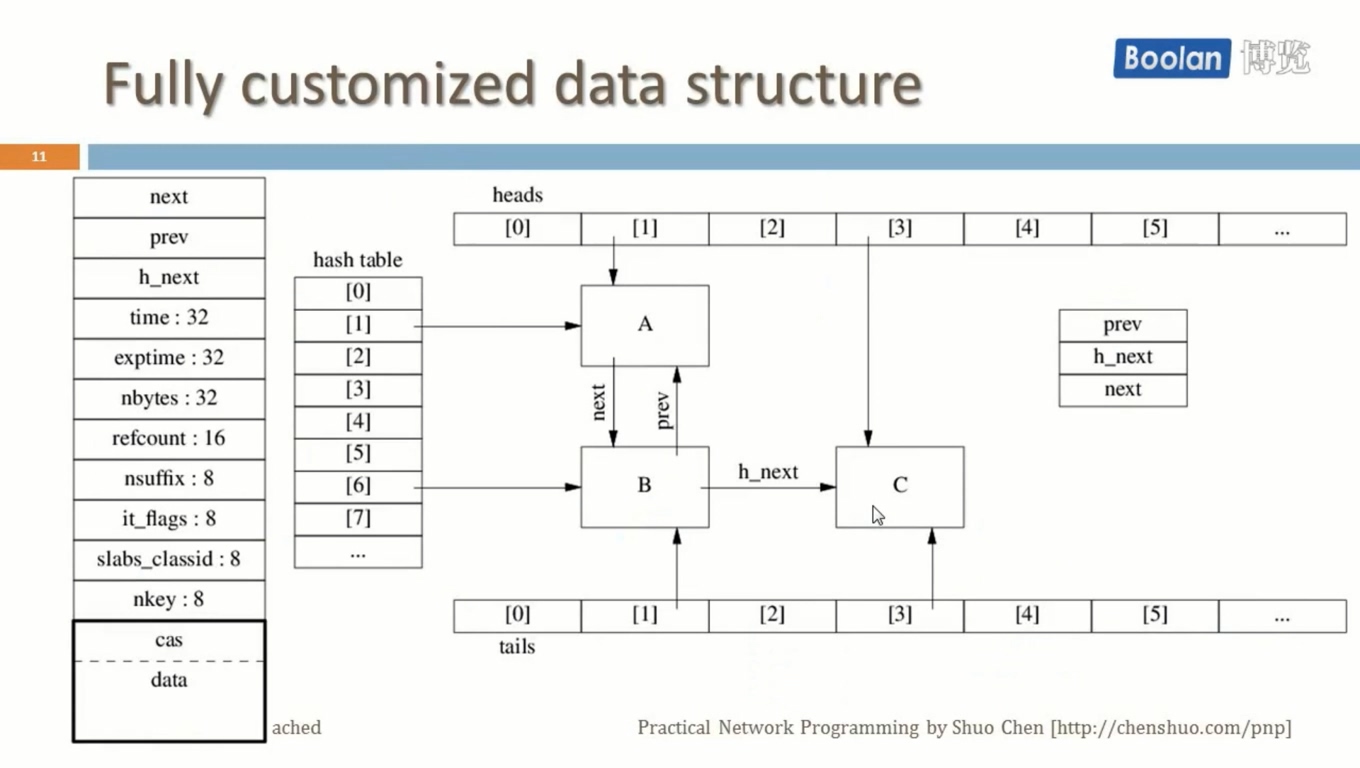 Fully customized data structure
Boolan 博览
11
next
prev
h_next
time : 32
exptime : 32
nbytes : 32
refcount : 16
nsuffix : 8
it_flags : 8
slabs_classid : 8
nkey : 8
cas
data
hash table
[0]
[1]
[2]
[3]
[4]
[5]
[6]
[7]
...
heads
[0] [1] [2] [3] [4] [5] ...
A
next
prev
B
h_next
C
[0] [1] [2] [3] [4] [5] ...
tails
prev
h_next
next
ached
Practical Network Programming by Shuo Chen [http://chenshuo.com/pnp]